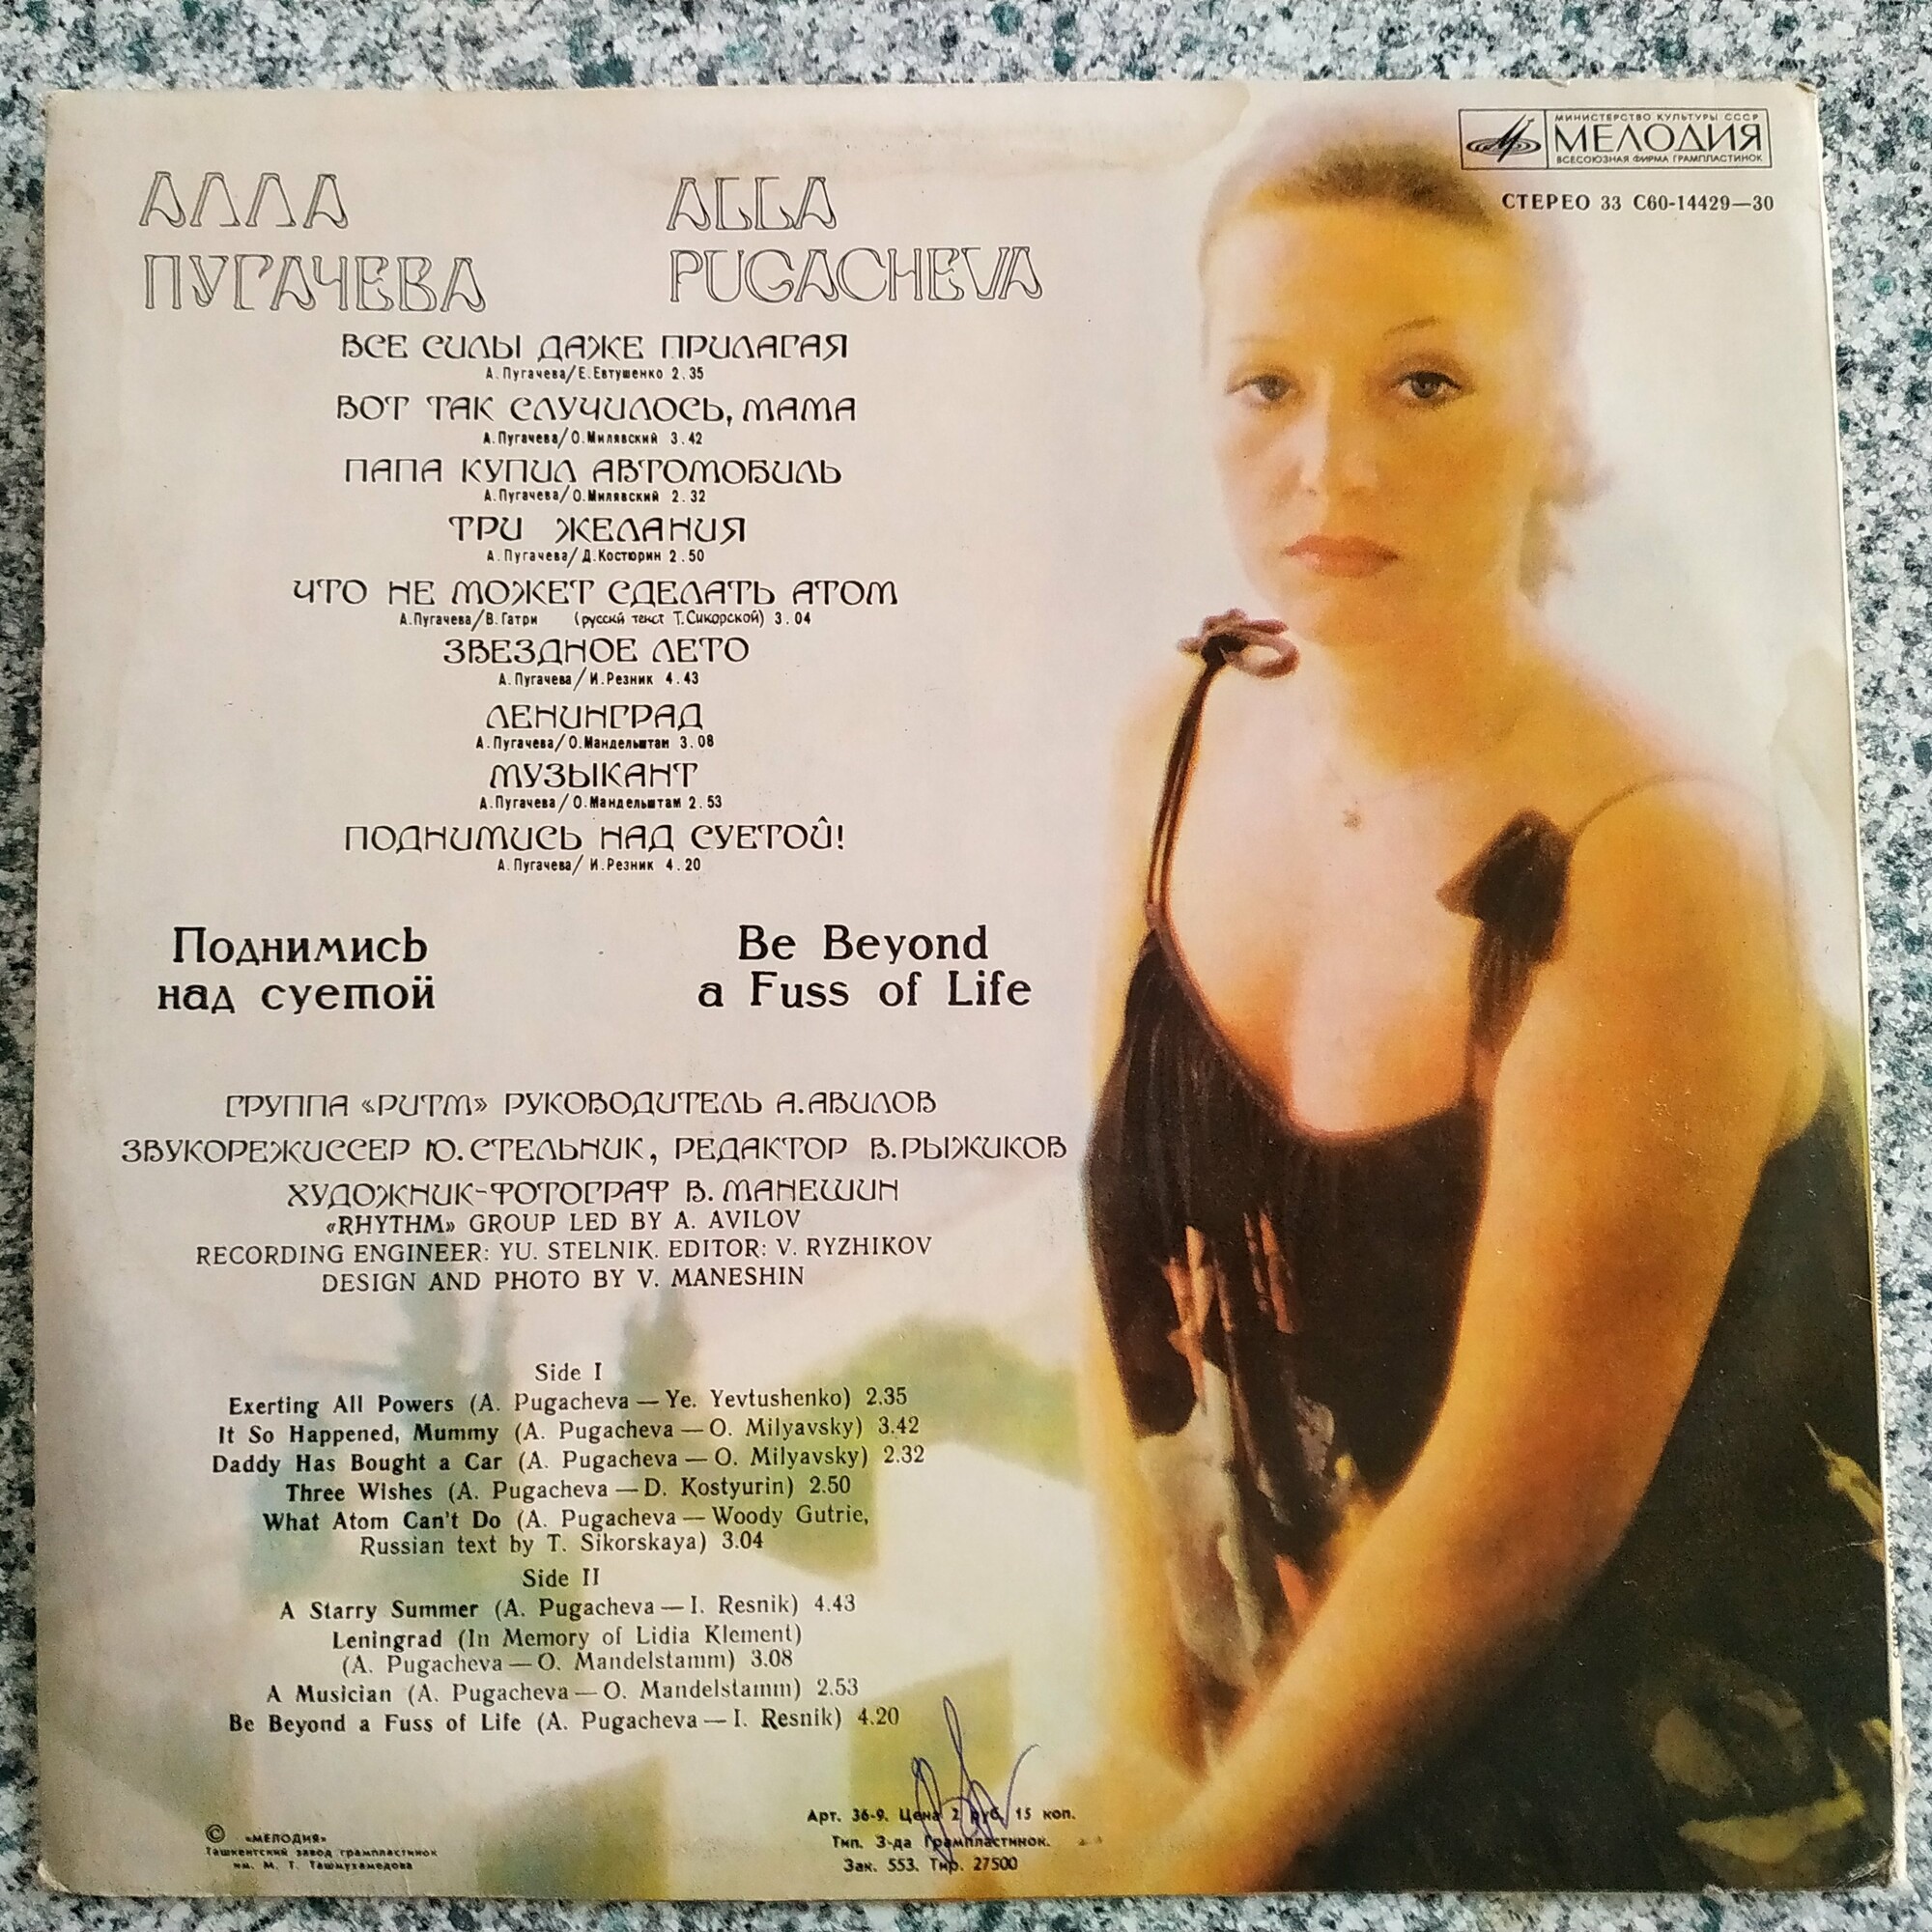 МИНИСТЕРСТВО КУЛЬТУРЫ СССР
МЕЛОДИЯ
ВСЕСОЮЗНАЯ ФИРМА ГРАМПЛАСТИНОК
СТЕРЕО 33 С60-14429—30
АЛЛА
ПУГАЧЕВА
ALLA
PUGACHEVA
ВСЕ СИЛЫ ДАЖЕ ПРИЛАГАЯ
А.Пугачева/Е.Евтушенко 2.35
ВОТ ТАК СЛУЧИЛОСЬ, МАМА
А.Пугачева/О.Милявский 3.42
ПАПА КУПИЛ АВТОМОБИЛЬ
А.Пугачева/О.Милявский 2.32
ТРИ ЖЕЛАНИЯ
А.Пугачева/Д.Костюрин 2.50
ЧТО НЕ МОЖЕТ СДЕЛАТЬ АТОМ
А.Пугачева/В.Гатри (русский текст Т.Сикорской) 3.04
ЗВЕЗДНОЕ ЛЕТО
А.Пугачева/И.Резник 4.43
ЛЕНИНГРАД
А.Пугачева/О.Мандельштам 3.08
МУЗЫКАНТ
А.Пугачева/О.Мандельштам 2.53
ПОДНИМИСЬ НАД СУЕТОЙ!
А.Пугачева/И.Резник 4.20
Поднимись
над суетой
Be Beyond
a Fuss of Life
ГРУППА «РИТМ» РУКОВОДИТЕЛЬ А.АВИЛОВ
ЗВУКОРЕЖИССЕР Ю.СТЕЛЬНИК, РЕДАКТОР В.РЫЖИКОВ
ХУДОЖНИК-ФОТОГРАФ В. МАНЕШИН
«RHYTHM» GROUP LED BY A. AVILOV
RECORDING ENGINEER: YU. STELNIK. EDITOR: V. RYZHIKOV
DESIGN AND PHOTO BY V. MANESHIN
Side I
Exerting All Powers (A. Pugacheva — Ye. Yevtushenko) 2.35
It So Happened, Mummy (A. Pugacheva — O. Milyavsky) 3.42
Daddy Has Bought a Car (A. Pugacheva — O. Milyavsky) 2.32
Three Wishes (A. Pugacheva — D. Kostyurin) 2.50
What Atom Can't Do (A. Pugacheva — Woody Gutrie,
Russian text by T. Sikorskaya) 3.04
Side II
A Starry Summer (A. Pugacheva — I. Resnik) 4.43
Leningrad (In Memory of Lidia Klement)
(A. Pugacheva — O. Mandelstamm) 3.08
A Musician (A. Pugacheva — O. Mandelstamm) 2.53
Be Beyond a Fuss of Life (A. Pugacheva — I. Resnik) 4.20
Арт. 36-9. Цена 2 руб. 15 коп.
Тип. З-да Грампластинок.
Зак. 553. Тир. 27500
© «МЕЛОДИЯ»
Ташкентский завод грампластинок
им. М. Т. Ташмухамедова